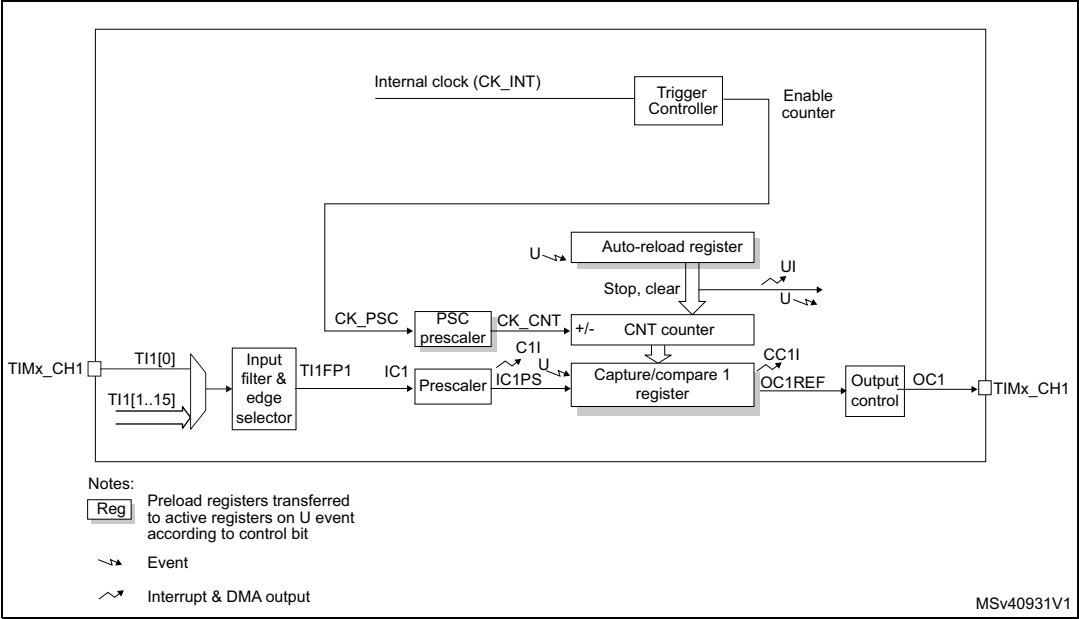 Internal clock (CK_INT)
Trigger
Controller
Enable
counter
U
Auto-reload register
UI
Stop, clear
U
CK_PSC
PSC
prescaler
CK_CNT
+/-
CNT counter
TIMx_CH1
TI1[0]
TI1[1..15]
Input
filter &
edge
selector
TI1FP1
IC1
Prescaler
C1I
U
IC1PS
Capture/compare 1
register
CC1I
OC1REF
Output
control
OC1
TIMx_CH1
Notes:
Reg
Preload registers transferred
to active registers on U event
according to control bit
Event
Interrupt & DMA output
MSv40931V1